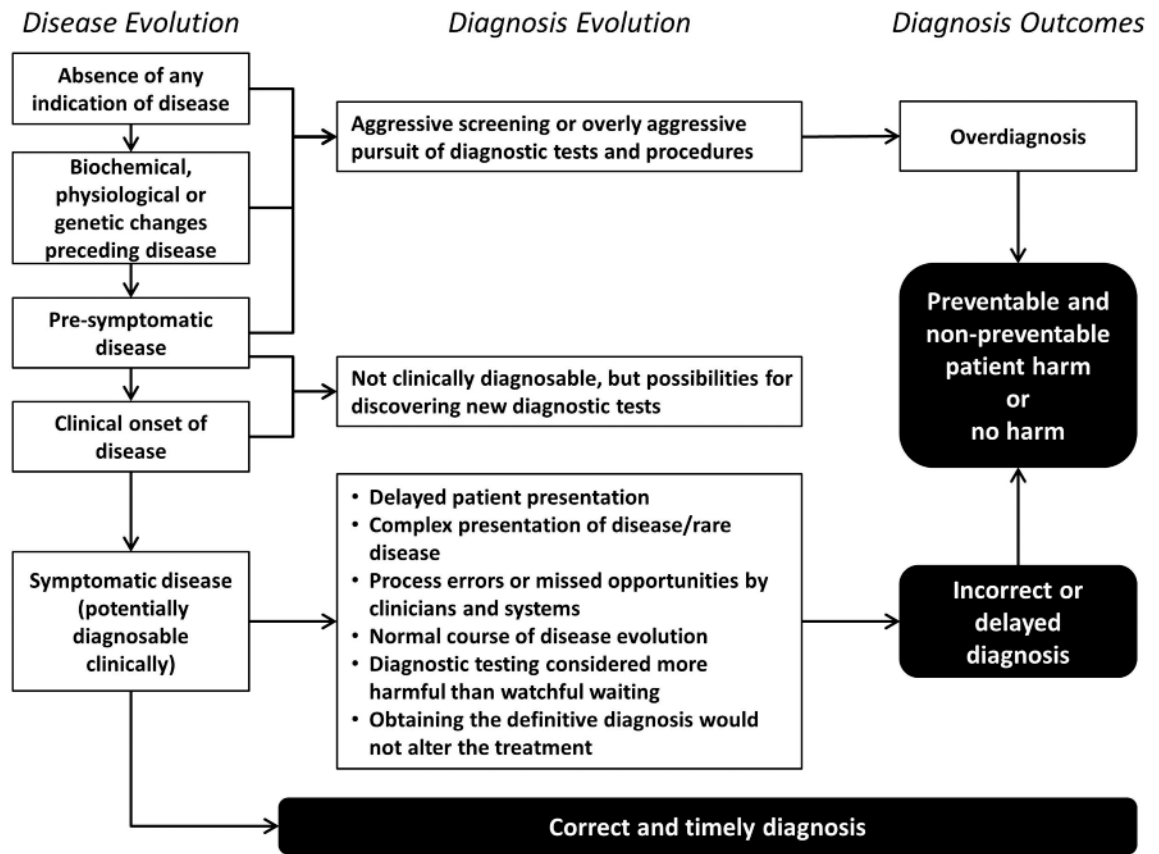 Disease Evolution
Diagnosis Evolution
Diagnosis Outcomes
Absence of any
indication of disease
Biochemical,
physiological or
genetic changes
preceding disease
Pre-symptomatic
disease
Clinical onset of
disease
Symptomatic disease
(potentially
diagnosable
clinically)
Aggressive screening or overly aggressive
pursuit of diagnostic tests and procedures
Not clinically diagnosable, but possibilities for
discovering new diagnostic tests
• Delayed patient presentation
• Complex presentation of disease/rare
disease
• Process errors or missed opportunities by
clinicians and systems
• Normal course of disease evolution
• Diagnostic testing considered more
harmful than watchful waiting
• Obtaining the definitive diagnosis would
not alter the treatment
Overdiagnosis
Preventable and
non-preventable
patient harm
or
no harm
Incorrect or
delayed
diagnosis
Correct and timely diagnosis